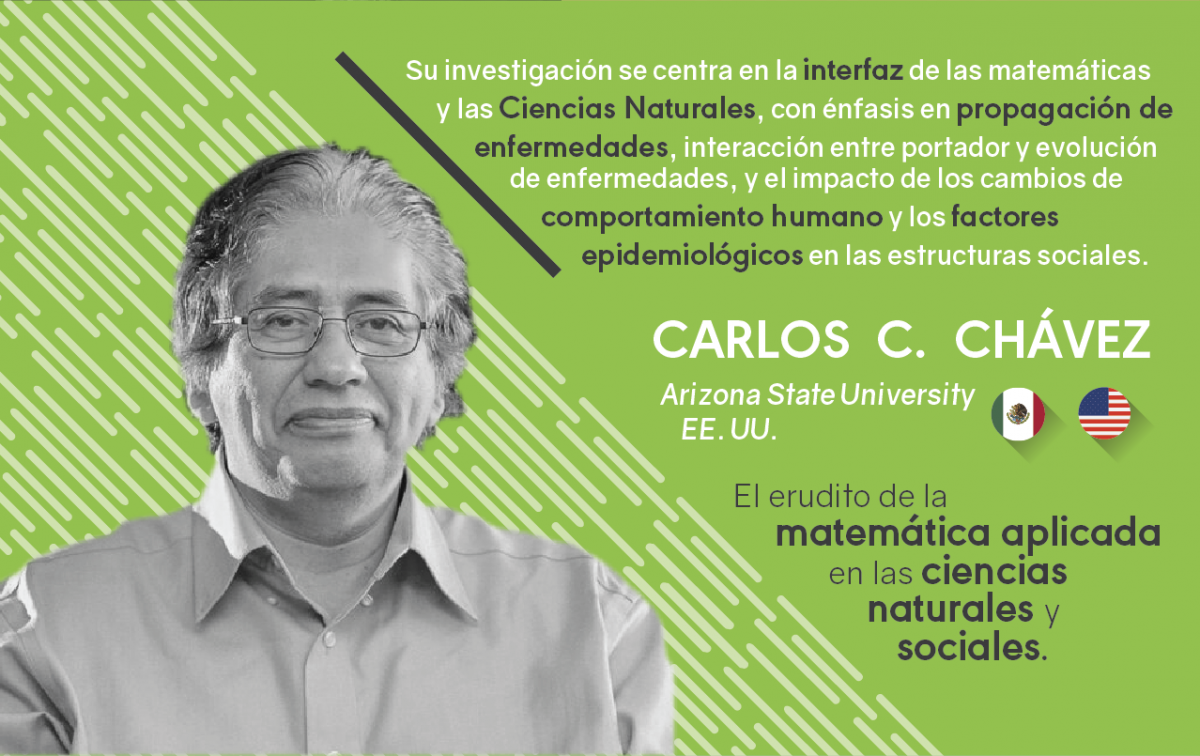 Su investigación se centra en la interfaz de las matemáticas
y las Ciencias Naturales, con énfasis en propagación de
enfermedades, interacción entre portador y evolución
de enfermedades, y el impacto de los cambios de
comportamiento humano y los factores
epidemiológicos en las estructuras sociales.
CARLOS C. CHÁVEZ
Arizona State University
EE. UU.
El erudito de la
matemática aplicada
en las ciencias
naturales y
sociales.